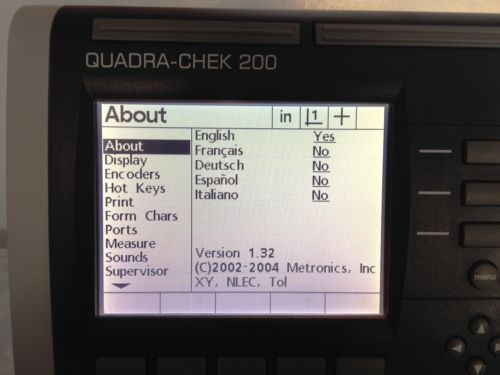 QUADRA-CHEK 200
About in 1
About
Display
Encoders
Hot Keys
Print
Form Chars
Ports
Measure
Sounds
Supervisor
English Yes
Français No
Deutsch No
Español No
Italiano No
Version 1.32
(C)2002-2004 Metronics, Inc
XY, NLEC, Tol
menu